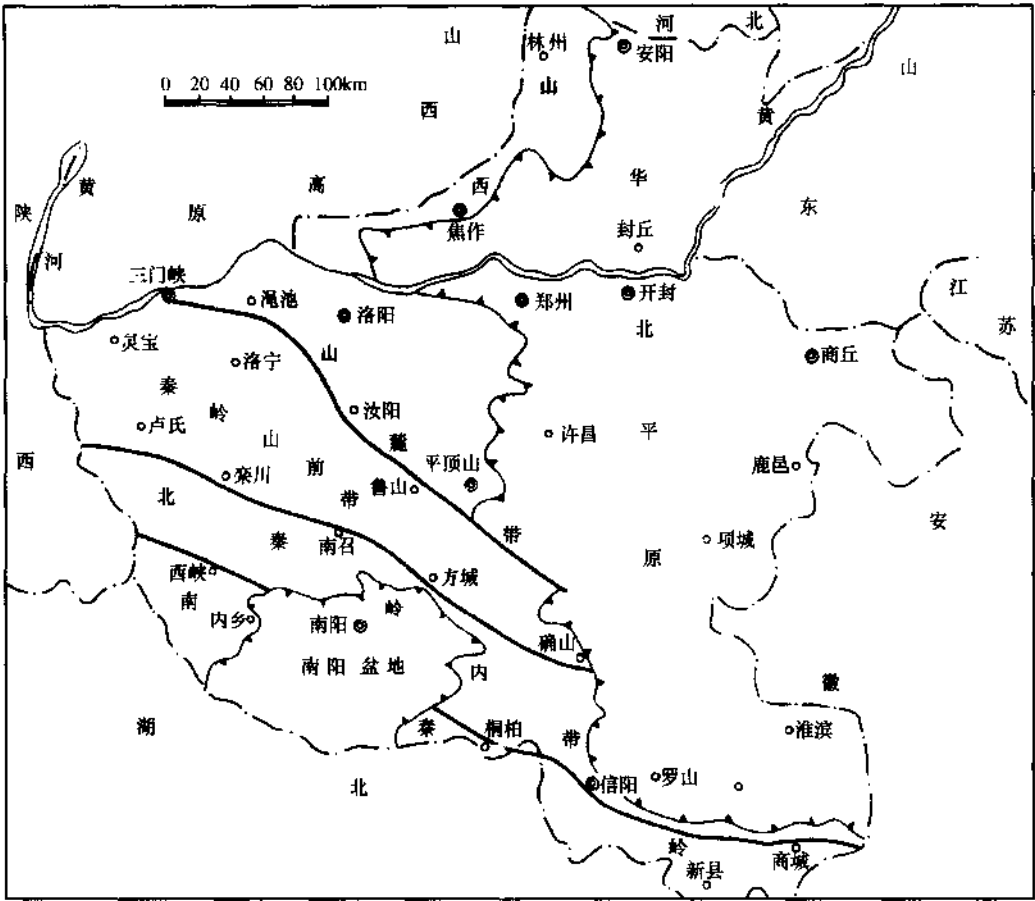 山
河
北
林州
安阳
山
山
0 20 40 60 80 100km
西
黄
黄
高
西
华
陕
原
东
焦作
封丘
河
三门峡
渑池
洛阳
郑州
开封
江
苏
灵宝
洛宁
山
北
商丘
秦
岭
汝阳
卢氏
山
麓
许昌
平
西
前
平顶山
鹿邑
栾川
带
鲁山
北
安
秦
南召
带
项城
原
西峡
方城
南
内乡
岭
南阳
确山
南阳盆地
内
徽
湖
秦
桐柏
带
淮滨
北
信阳
罗山
岭
商城
新县